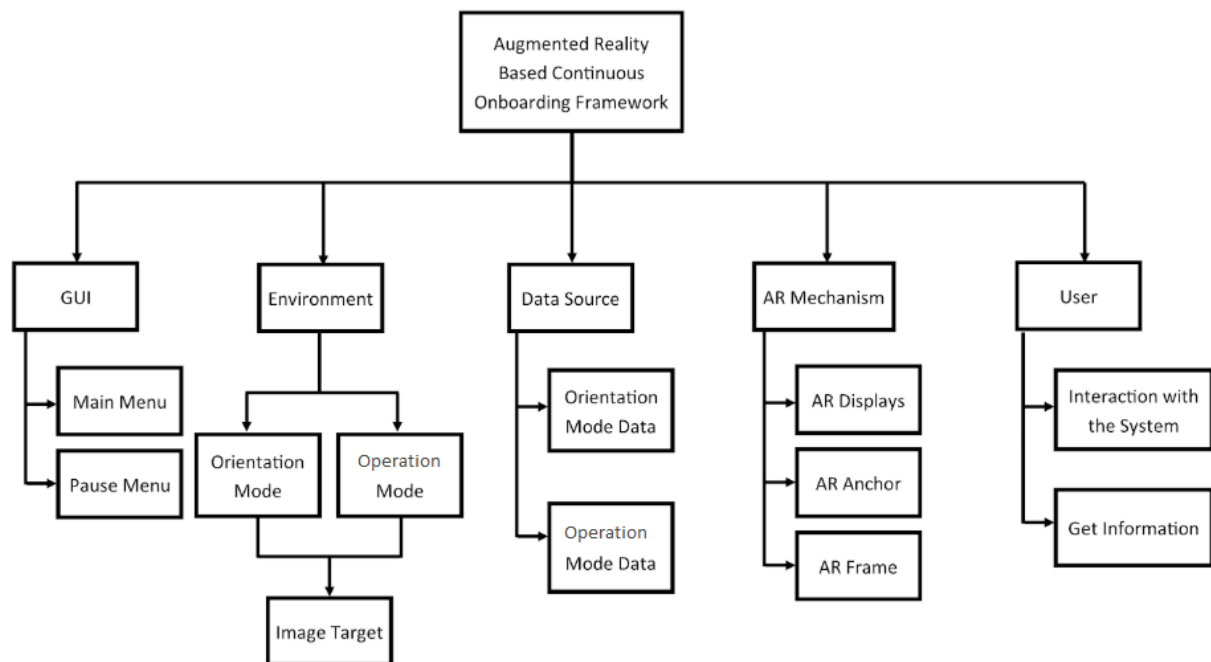 Augmented Reality
Based Continuous
Onboarding Framework
GUI
Environment
Data Source
AR Mechanism
User
Main Menu
Pause Menu
Orientation
Mode
Operation
Mode
Image Target
Orientation
Mode Data
Operation
Mode Data
AR Displays
AR Anchor
AR Frame
Interaction with
the System
Get Information